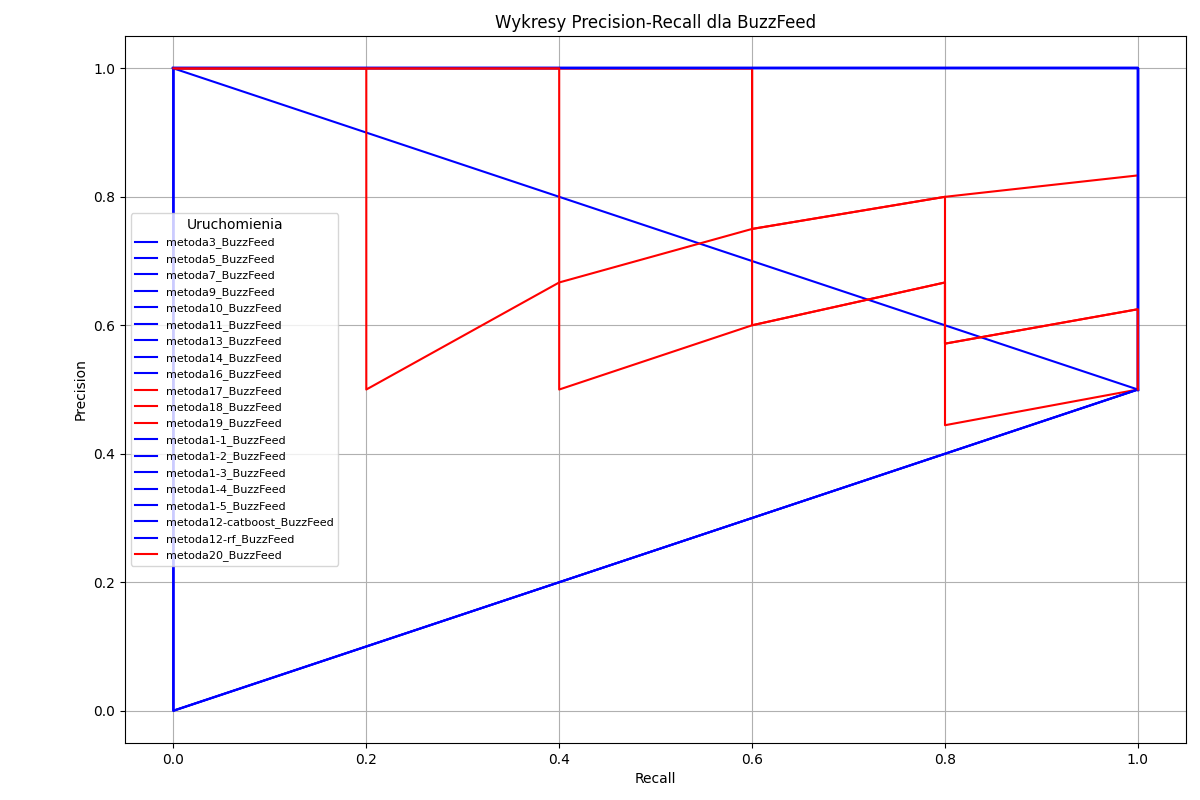 Wykresy Precision-Recall dla BuzzFeed
1.0
0.8
0.6
0.4
0.2
0.0
Precision
Uruchomienia
metoda3_BuzzFeed
metoda5_BuzzFeed
metoda7_BuzzFeed
metoda9_BuzzFeed
metoda10_BuzzFeed
metoda11_BuzzFeed
metoda13_BuzzFeed
metoda14_BuzzFeed
metoda16_BuzzFeed
metoda17_BuzzFeed
metoda18_BuzzFeed
metoda19_BuzzFeed
metoda1-1_BuzzFeed
metoda1-2_BuzzFeed
metoda1-3_BuzzFeed
metoda1-4_BuzzFeed
metoda1-5_BuzzFeed
metoda12-catboost_BuzzFeed
metoda12-rf_BuzzFeed
metoda20_BuzzFeed
0.0 0.2 0.4 0.6 0.8 1.0
Recall